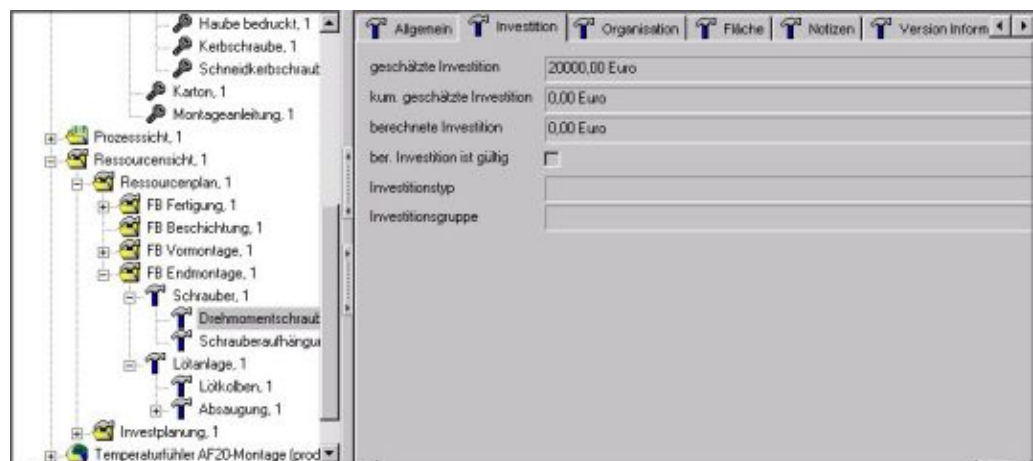 Haube bedruckt, 1
Kerbschraube, 1
Schneidkerbschraut
Karton, 1
Montageanleitung, 1
Prozesssicht, 1
Ressourcensicht, 1
Ressourcenplan, 1
FB Fertigung, 1
FB Beschichtung, 1
FB Vormontage, 1
FB Endmontage, 1
Schrauber, 1
Drehmomentschraut
Schrauberaufhängur
Lötanlage, 1
Lötkolben, 1
Absaugung, 1
Investplanung, 1
Temperaturfühler AF20-Montage (prod
Allgemein Investition Organisation Fläche Notizen Version Inform
geschätzte Investition 20000,00 Euro
kum. geschätzte Investition 0,00 Euro
berechnete Investition 0,00 Euro
ber. Investition ist gültig
Investitionstyp
Investitionsgruppe